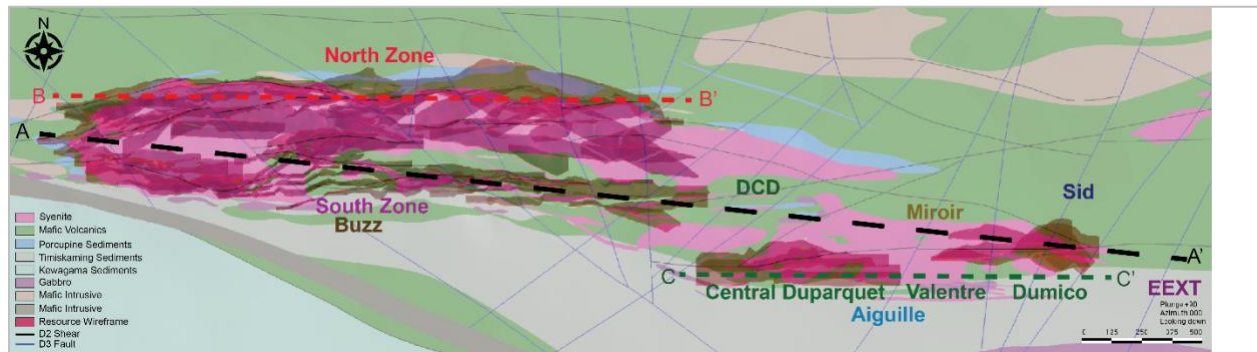 N
North Zone
B
B'
A
DCD
Sid
South Zone
Miroir
Buzz
A'
C
C'
Central Duparquet
Valentre
Dumico
EEXT
Aiguille
Syenite
Mafic Volcanics
Porcupine Sediments
Timiskaming Sediments
Kewagama Sediments
Gabbro
Mafic Intrusive
Mafic Intrusive
Resource Wireframe
D2 Shear
D3 Fault
Plunge +90
Azimuth 000
Looking down
0 125 250 375 500